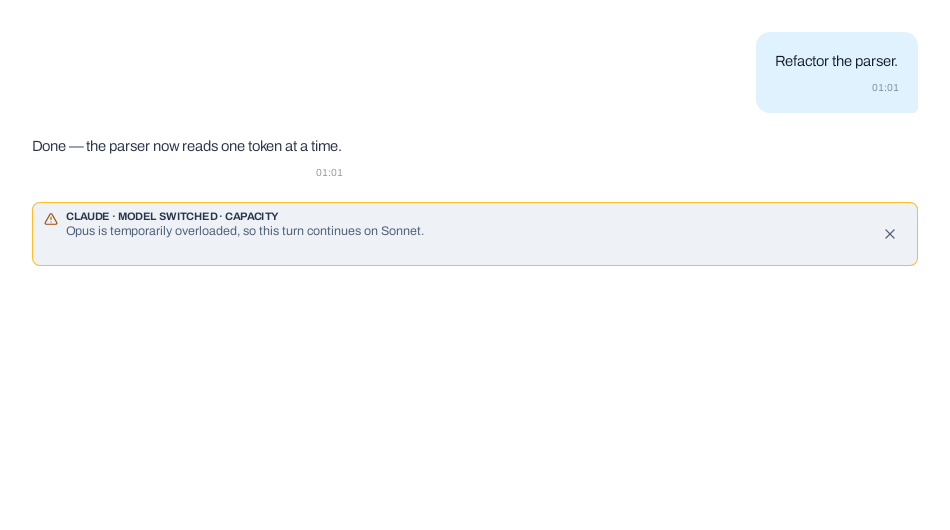 Refactor the parser.
01:01
Done — the parser now reads one token at a time.
01:01
CLAUDE · MODEL SWITCHED · CAPACITY
Opus is temporarily overloaded, so this turn continues on Sonnet.